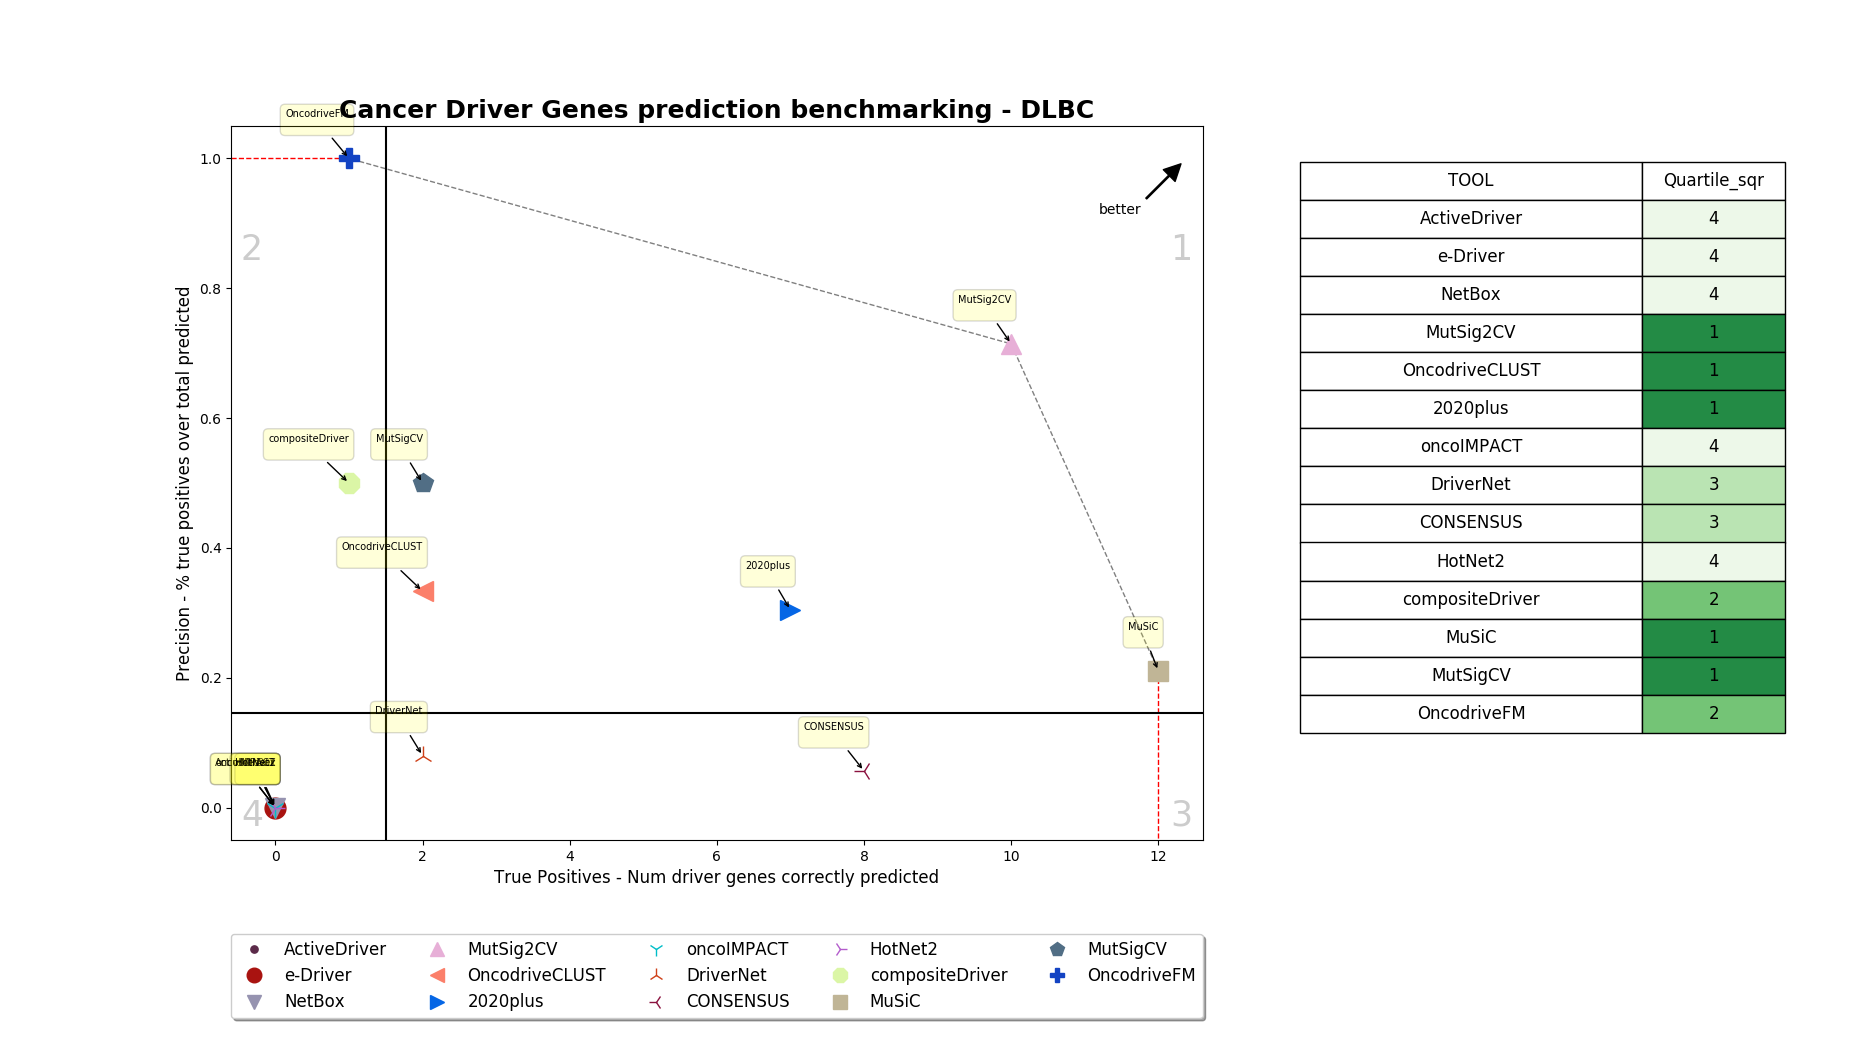 Cancer Driver Genes prediction benchmarking - DLBC
OncodriveFM
1.0
better
2
1
0.8
MutSig2CV
0.6
compositeDriver
MutSigCV
OncodriveCLUST
0.4
2020plus
MuSiC
0.2
DriverNet
CONSENSUS
0.0
4
3
0 2 4 6 8 10 12
Precision - % true positives over total predicted
True Positives - Num driver genes correctly predicted
TOOL Quartile_sqr
ActiveDriver 4
e-Driver 4
NetBox 4
MutSig2CV 1
OncodriveCLUST 1
2020plus 1
oncoIMPACT 4
DriverNet 3
CONSENSUS 3
HotNet2 4
compositeDriver 2
MuSiC 1
MutSigCV 1
OncodriveFM 2
ActiveDriver MutSig2CV oncoIMPACT HotNet2 MutSigCV
e-Driver OncodriveCLUST DriverNet compositeDriver OncodriveFM
NetBox 2020plus CONSENSUS MuSiC